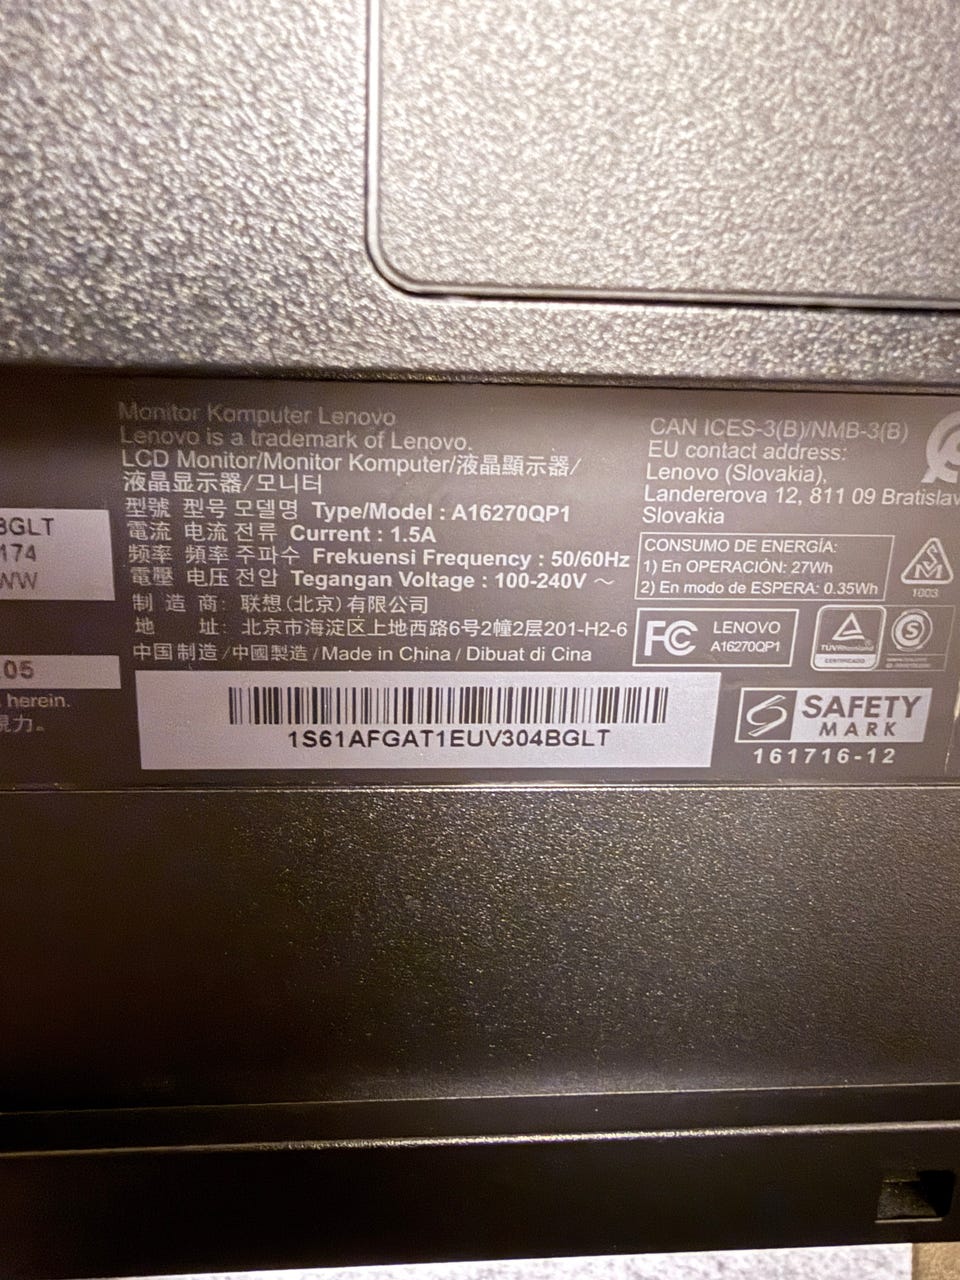 BGLT
174
WW
05
herein.
視力。
Monitor Komputer Lenovo
Lenovo is a trademark of Lenovo.
LCD Monitor/Monitor Komputer/液晶顯示器/
液晶显示器/모니터
型號 型号 모델명 Type/Model : A16270QP1
電流 电流 전류 Current : 1.5A
频率 頻率 주파수 Frekuensi Frequency : 50/60Hz
電壓 电压 전압 Tegangan Voltage : 100-240V ～
制 造 商: 联想(北京)有限公司
地 址: 北京市海淀区上地西路6号2幢2层201-H2-6
中国制造/中國製造/Made in China / Dibuat di Cina
1S61AFGAT1EUV304BGLT
CAN ICES-3(B)/NMB-3(B)
EU contact address:
Lenovo (Slovakia),
Landererova 12, 811 09 Bratislav
Slovakia
CONSUMO DE ENERGÍA:
1) En OPERACIÓN: 27Wh
2) En modo de ESPERA: 0.35Wh
1003
FC LENOVO
A16270QP1
TÜVRheinland
CERTIFICADO
SAFETY
MARK
161716-12